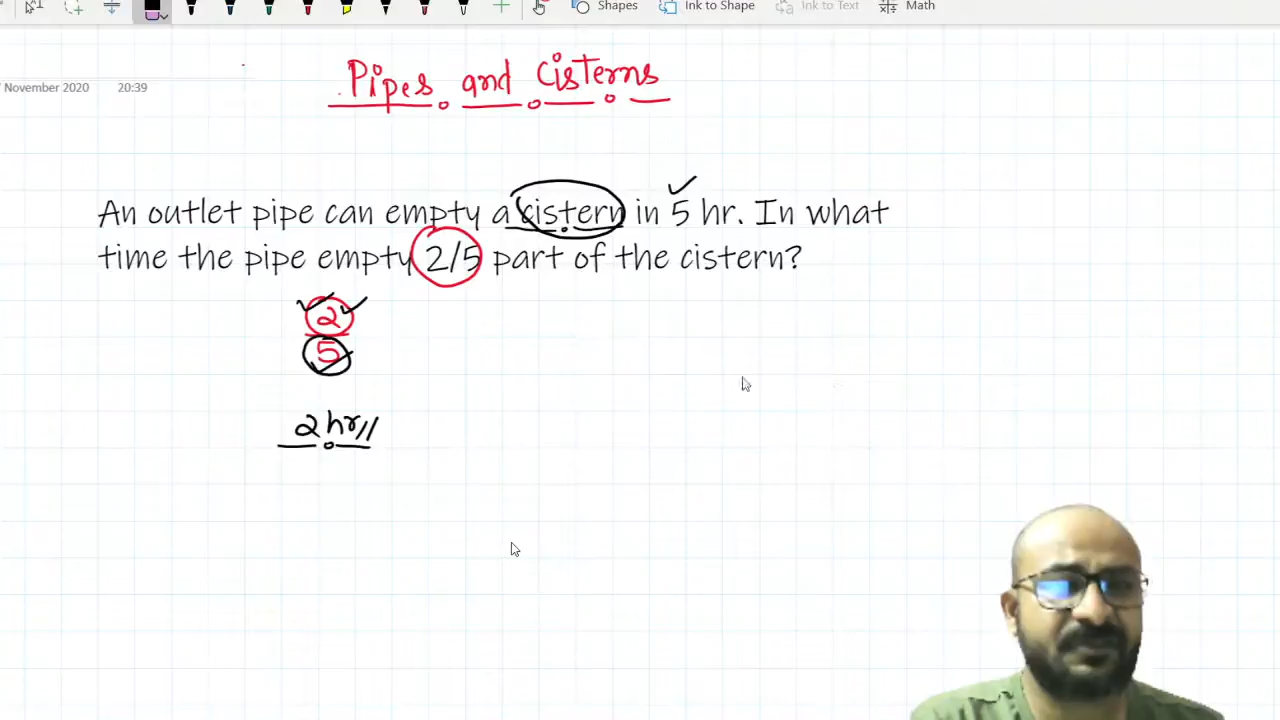 Shapes Ink to Shape Ink to Text Math
Pipes and Cisterns
November 2020 20:39
An outlet pipe can empty a cistern in 5 hr. In what
time the pipe empty 2/5 part of the cistern?
2
5
2 hr//